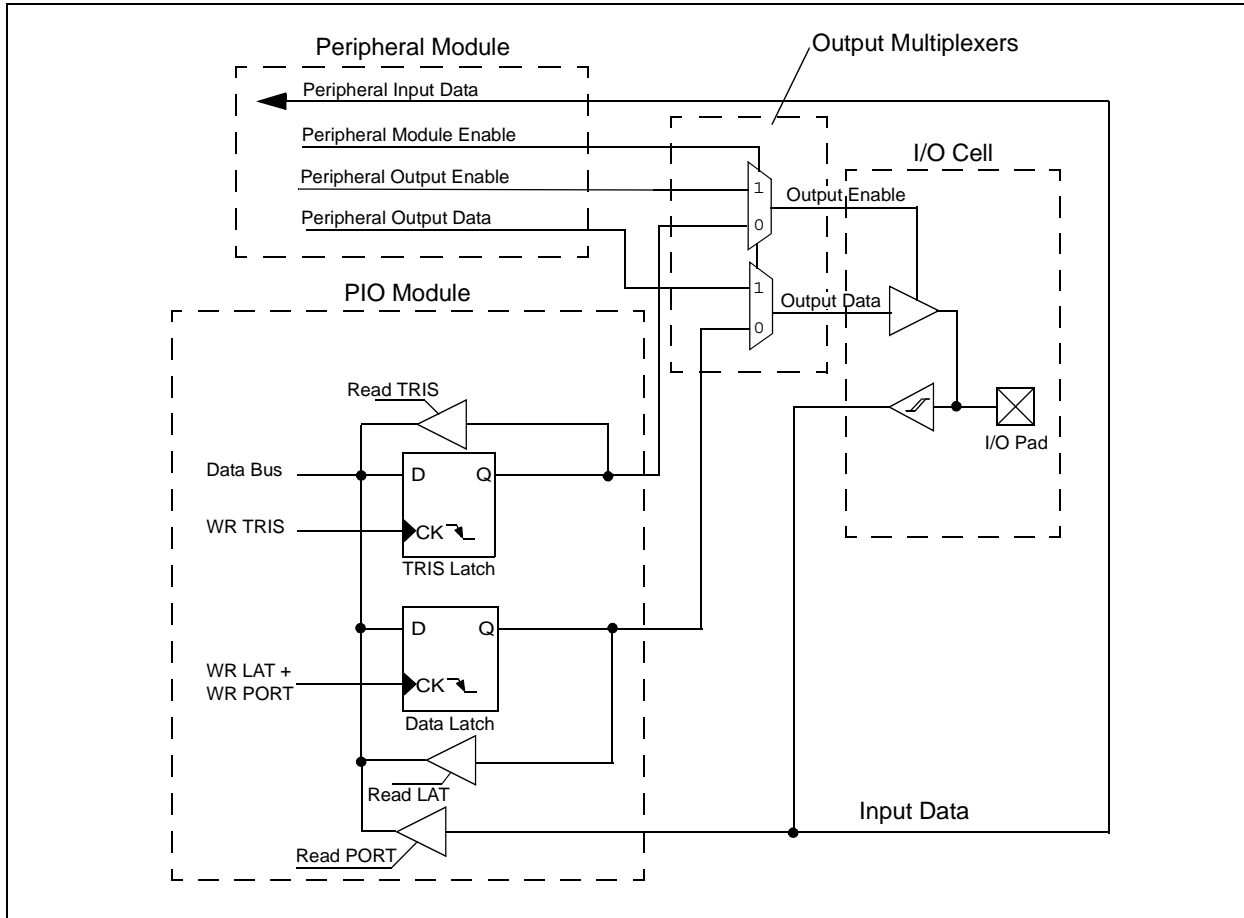 Peripheral Module
Output Multiplexers
Peripheral Input Data
Peripheral Module Enable
Peripheral Output Enable
Peripheral Output Data
1
0
1
0
Output Enable
Output Data
I/O Cell
I/O Pad
PIO Module
Read TRIS
Data Bus
D
Q
WR TRIS
CK
TRIS Latch
D
Q
WR LAT +
WR PORT
CK
Data Latch
Read LAT
Read PORT
Input Data